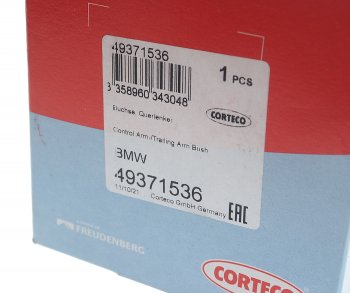 49371536
1 PCS
3 358960 343048
Buchse, Querlenker
CORTECO
Control Arm-/Trailing Arm Bush
BMW
49371536
11/10/21 Corteco GmbH Germany
EAC
FREUDENBERG
CORTECO